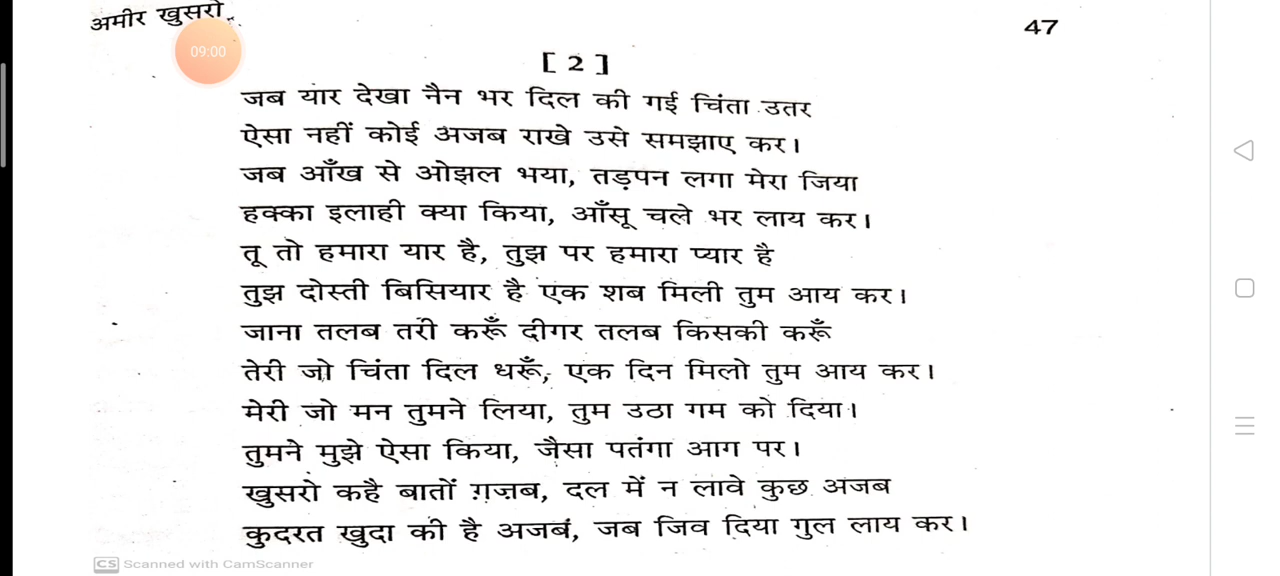 अमीर खुसरो
47
09:00
[ 2 ]
जब यार देखा नैन भर दिल की गई चिंता उतर
ऐसा नहीं कोई अजब राखे उसे समझाए कर।
जब आँख से ओझल भया, तड़पन लगा मेरा जिया
हक्का इलाही क्या किया, आँसू चले भर लाय कर।
तू तो हमारा यार है, तुझ पर हमारा प्यार है
तुझ दोस्ती बिसियार है एक शब मिली तुम आय कर।
जाना तलब तरी करूँ दीगर तलब किसकी करूँ
तेरी जो चिंता दिल धरूँ, एक दिन मिलो तुम आय कर।
मेरी जो मन तुमने लिया, तुम उठा गम को दिया।
तुमने मुझे ऐसा किया, जैसा पतंगा आग पर।
खुसरो कहै बातों ग़ज़ब, दल में न लावे कुछ अजब
कुदरत खुदा की है अजब, जब जिव दिया गुल लाय कर।
CS Scanned with CamScanner